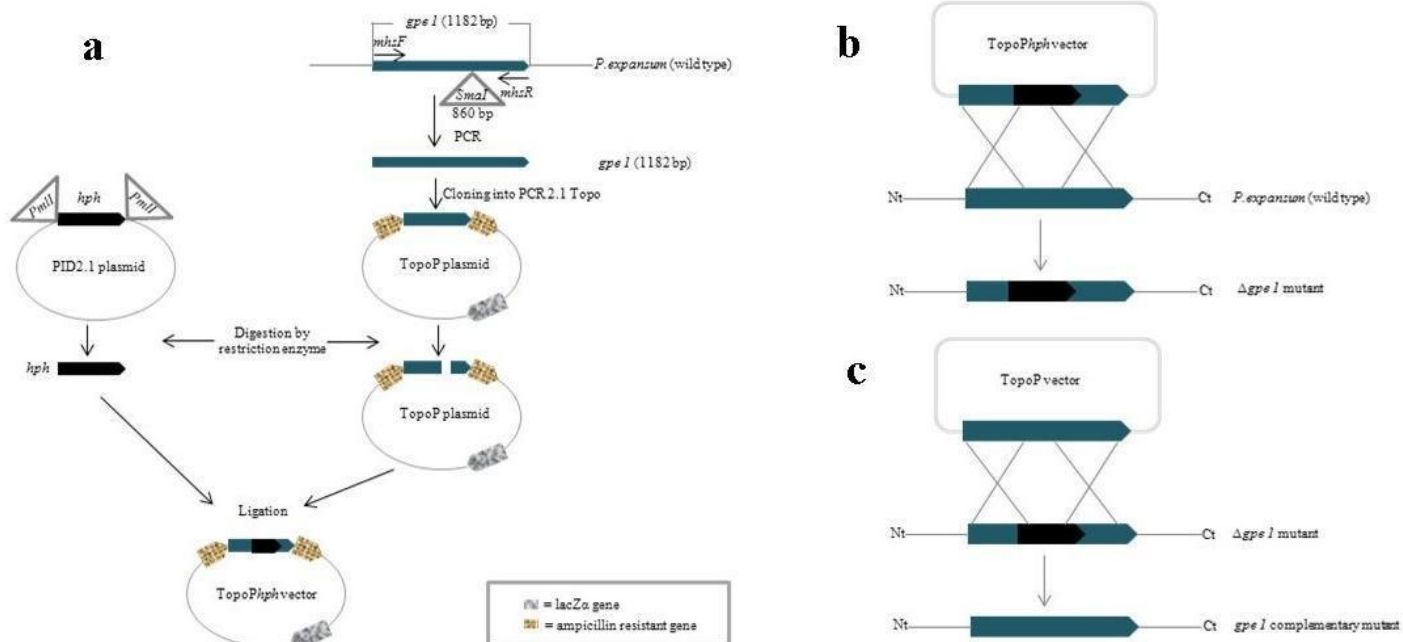 a
gpe1 (1182 bp)
mhsF
P.expansum (wild type)
SmaI
mhsR
860 bp
PCR
gpe1 (1182 bp)
Cloning into PCR 2.1 Topo
PmlI
hph
PmlI
PID2.1 plasmid
TopoP plasmid
Digestion by
restriction enzyme
hph
TopoP plasmid
Ligation
TopoPhph vector
= lacZα gene
= ampicillin resistant gene
b
TopoPhph vector
Nt
Ct
P.expansum (wild type)
Nt
Ct
Δgpe1 mutant
c
TopoP vector
Nt
Ct
Δgpe1 mutant
Nt
Ct
gpe1 complementary mutant